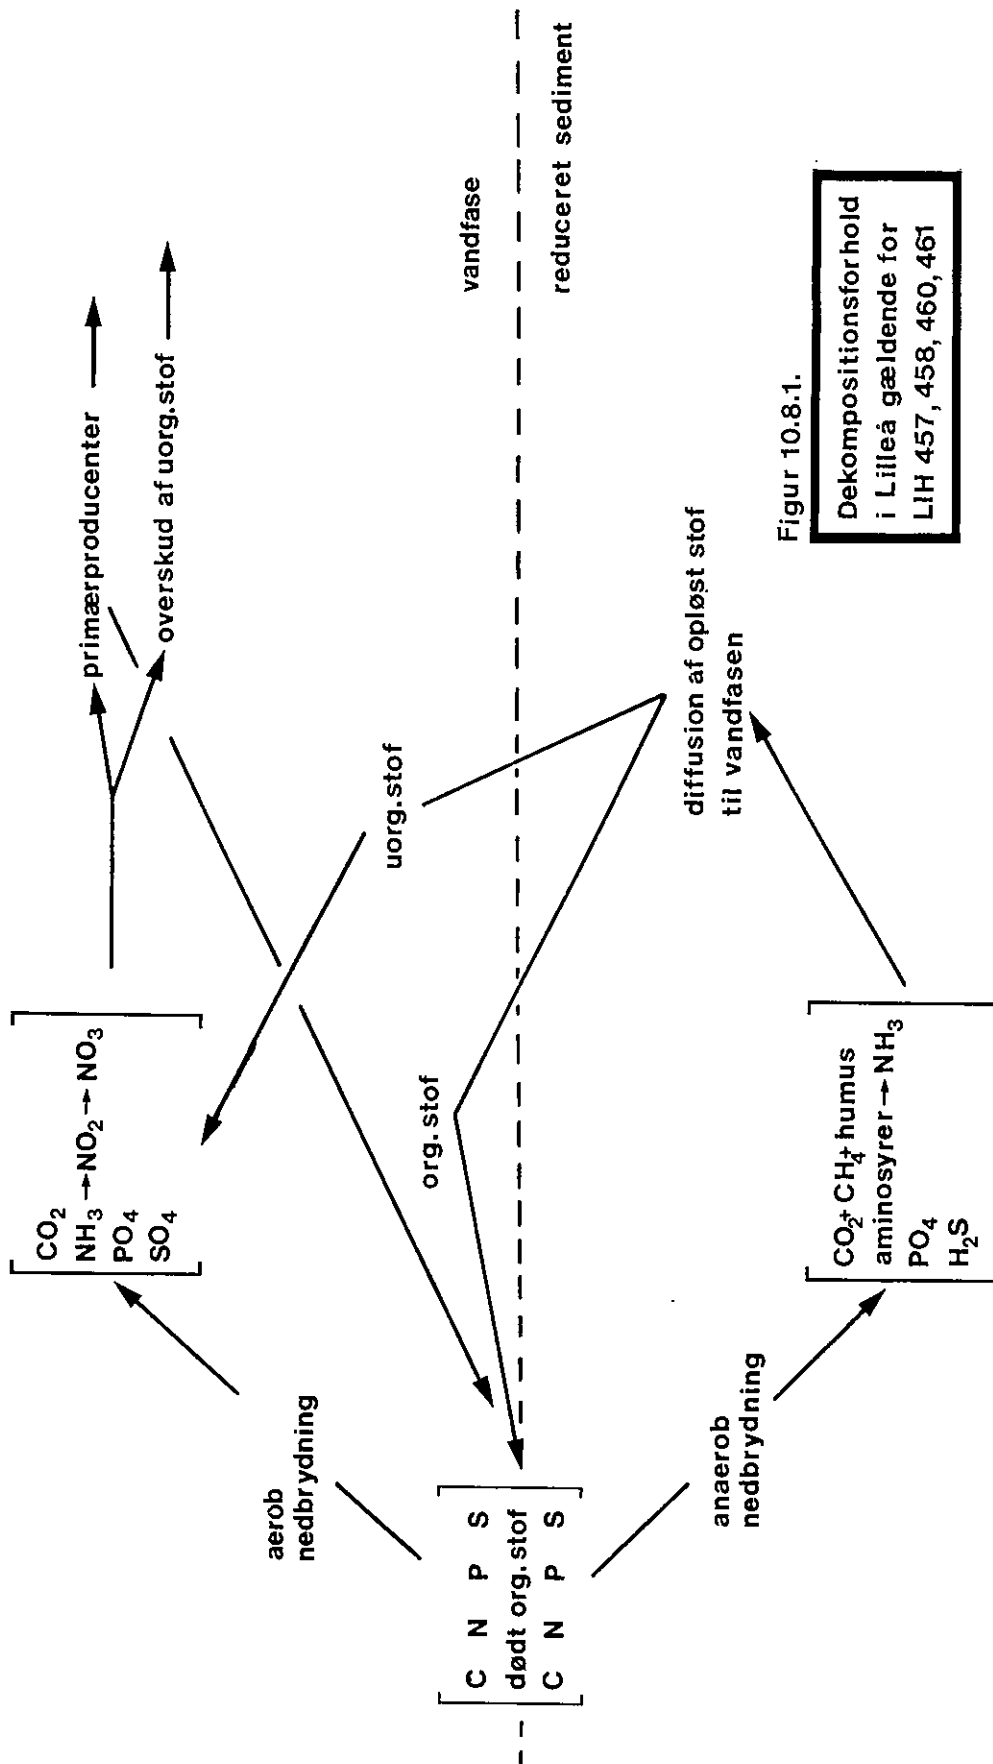 CO2
NH3→NO2→NO3
PO4
SO4
primærproducenter
overskud af uorg.stof
aerob
nedbrydning
uorg.stof
vandfase
org.stof
C N P S
dødt org.stof
C N P S
reduceret sediment
diffusion af opløst stof
til vandfasen
anaerob
nedbrydning
CO2+ CH4+ humus
aminosyrer→NH3
PO4
H2S
Figur 10.8.1.
Dekompositionsforhold
i Lilleå gældende for
LIH 457, 458, 460, 461